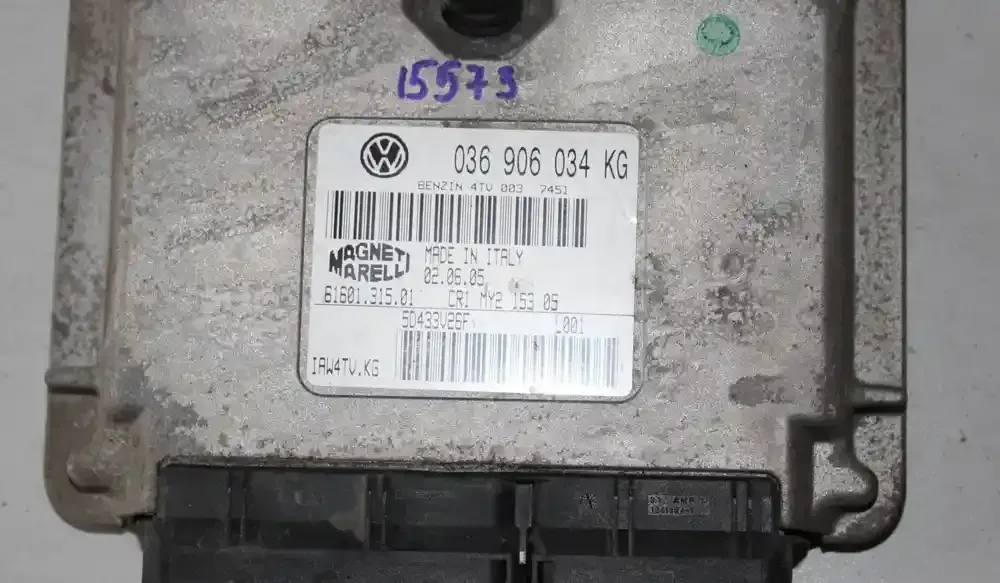 15573
036 906 034 KG
BENZIN 4TV 003 7451
MAGNETI
MARELLI
MADE IN ITALY
02.06.05
61601.315.01 CR1 MY2 153 05
5D433V26F L001
IAW4TV.KG